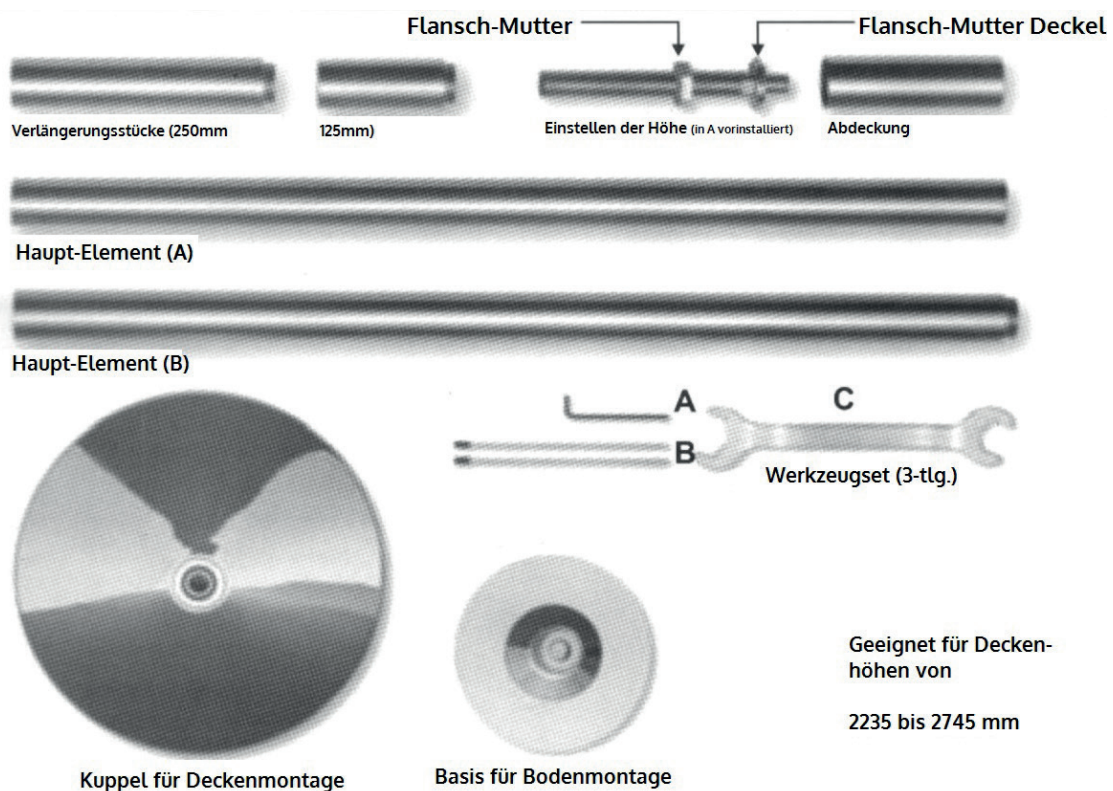 Flansch-Mutter
Flansch-Mutter Deckel
Verlängerungsstücke (250mm
125mm)
Einstellen der Höhe (in A vorinstalliert)
Abdeckung
Haupt-Element (A)
Haupt-Element (B)
A
B
C
Werkzeugset (3-tlg.)
Kuppel für Deckenmontage
Basis für Bodenmontage
Geeignet für Decken-
höhen von
2235 bis 2745 mm